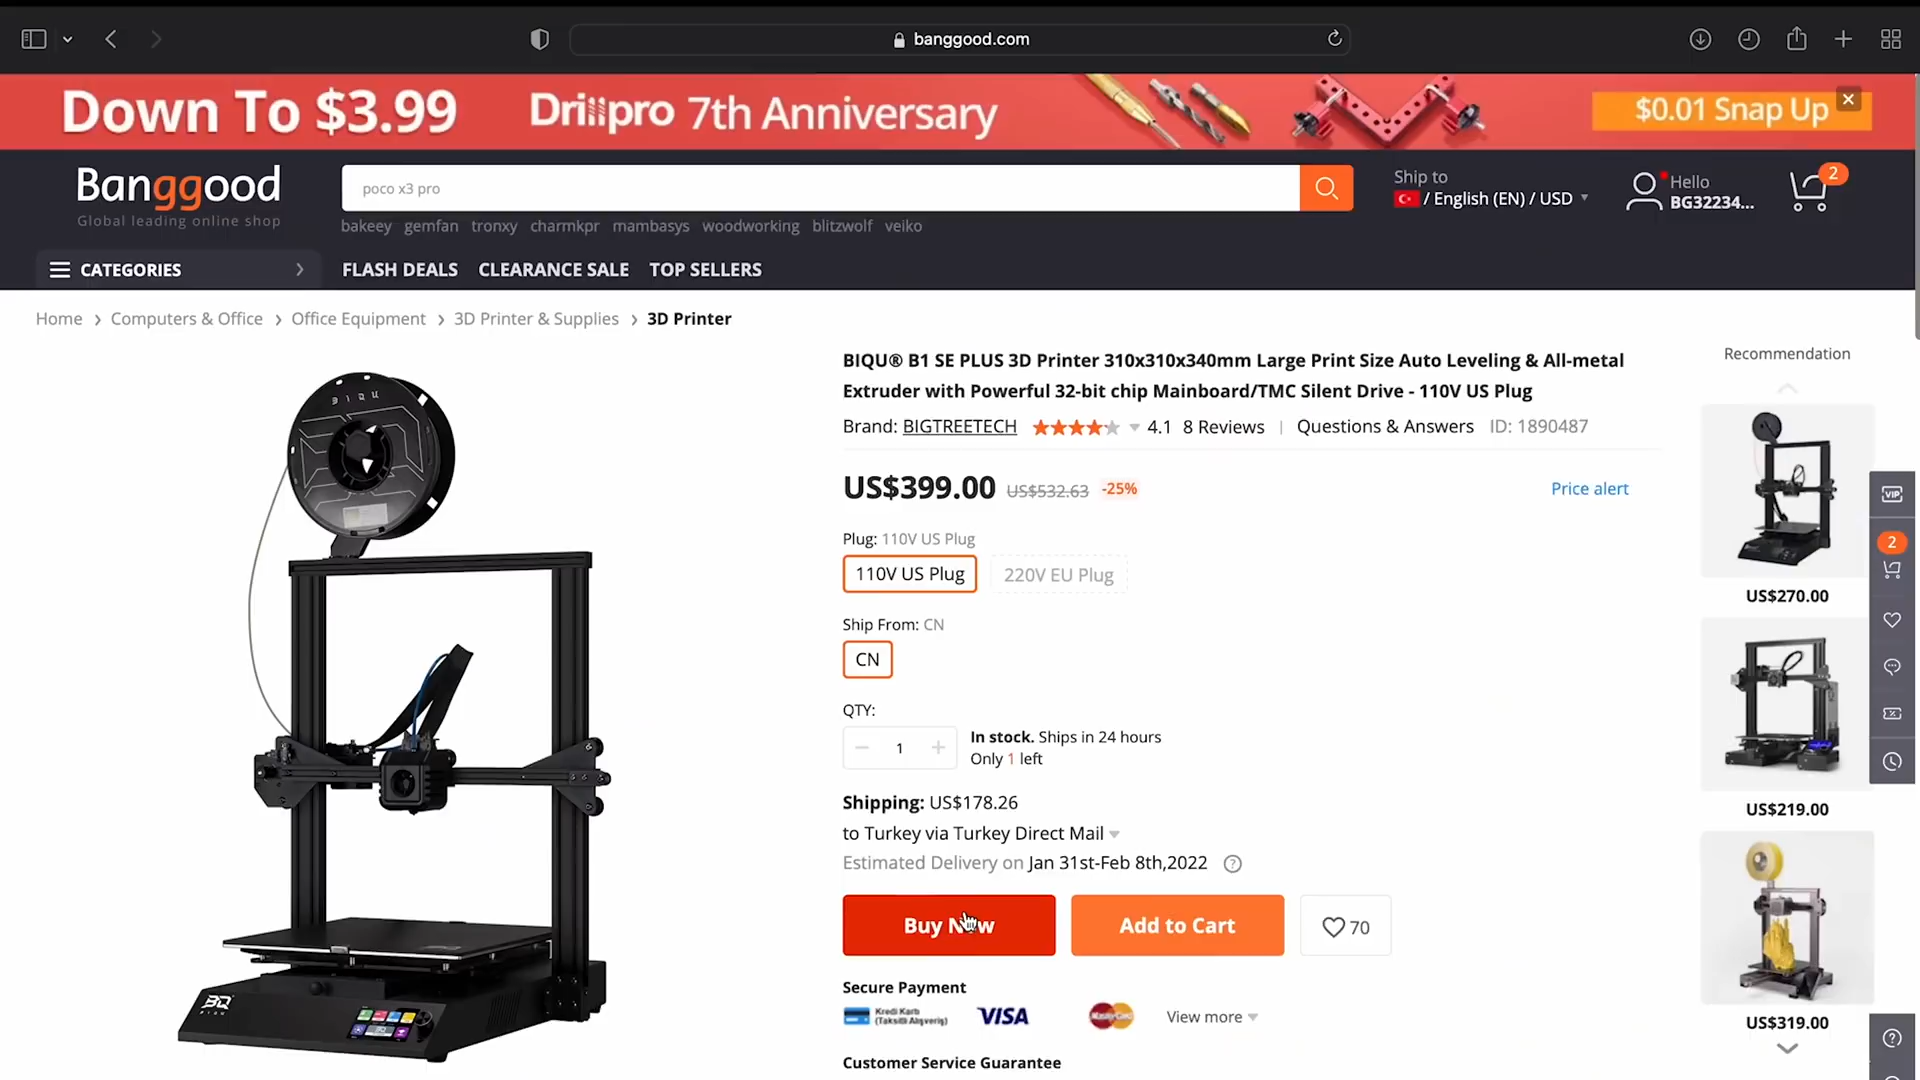 banggood.com
Down To $3.99
Drillpro 7th Anniversary
$0.01 Snap Up
Banggood
Global leading online shop
poco x3 pro
bakeey gemfan tronxy charmkpr mambasys woodworking blitzwolf veiko
Ship to
/ English (EN) / USD
Hello
BG32234...
2
CATEGORIES
FLASH DEALS CLEARANCE SALE TOP SELLERS
Home > Computers & Office > Office Equipment > 3D Printer & Supplies > 3D Printer
BIQU
BIQU
BIQU® B1 SE PLUS 3D Printer 310x310x340mm Large Print Size Auto Leveling & All-metal
Extruder with Powerful 32-bit chip Mainboard/TMC Silent Drive - 110V US Plug
Brand: BIGTREETECH 4.1 8 Reviews | Questions & Answers ID: 1890487
US$399.00 US$532.63 -25%
Price alert
Plug: 110V US Plug
110V US Plug 220V EU Plug
Ship From: CN
CN
QTY:
1
In stock. Ships in 24 hours
Only 1 left
Shipping: US$178.26
to Turkey via Turkey Direct Mail
Estimated Delivery on Jan 31st-Feb 8th,2022
Buy Now
Add to Cart
70
Secure Payment
Kredi Kartı
(Taksitli Alışveriş)
VISA
MasterCard
View more
Customer Service Guarantee
Recommendation
US$270.00
US$219.00
US$319.00
VIP
2